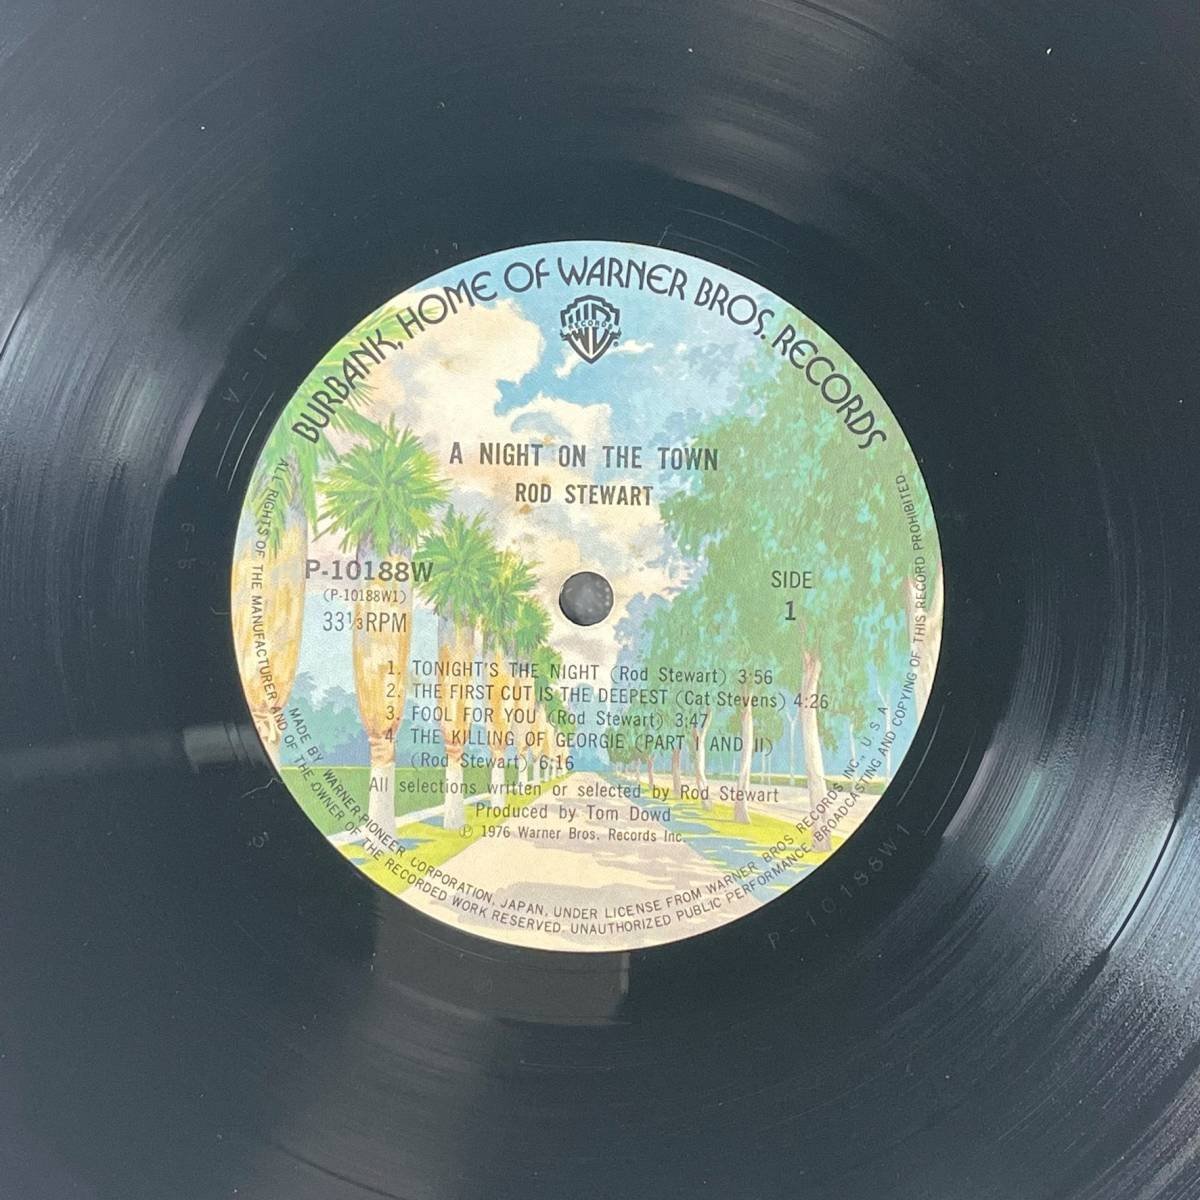 BURBANK, HOME OF WARNER BROS. RECORDS
RECORDS
A NIGHT ON THE TOWN
ROD STEWART
P-10188W
(P-10188W1)
33⅓RPM
SIDE
1
1. TONIGHT'S THE NIGHT (Rod Stewart) 3:56
2. THE FIRST CUT IS THE DEEPEST (Cat Stevens) 4:26
3. FOOL FOR YOU (Rod Stewart) 3:47
4. THE KILLING OF GEORGIE (PART I AND II)
(Rod Stewart) 6:16
All selections written or selected by Rod Stewart
Produced by Tom Dowd
Ⓟ 1976 Warner Bros. Records Inc.
MADE BY WARNER-PIONEER CORPORATION, JAPAN, UNDER LICENSE FROM WARNER BROS. RECORDS INC., U.S.A.
ALL RIGHTS OF THE MANUFACTURER AND OF THE OWNER OF THE RECORDED WORK RESERVED. UNAUTHORIZED PUBLIC PERFORMANCE, BROADCASTING AND COPYING OF THIS RECORD PROHIBITED.
P-10188W1
1-A